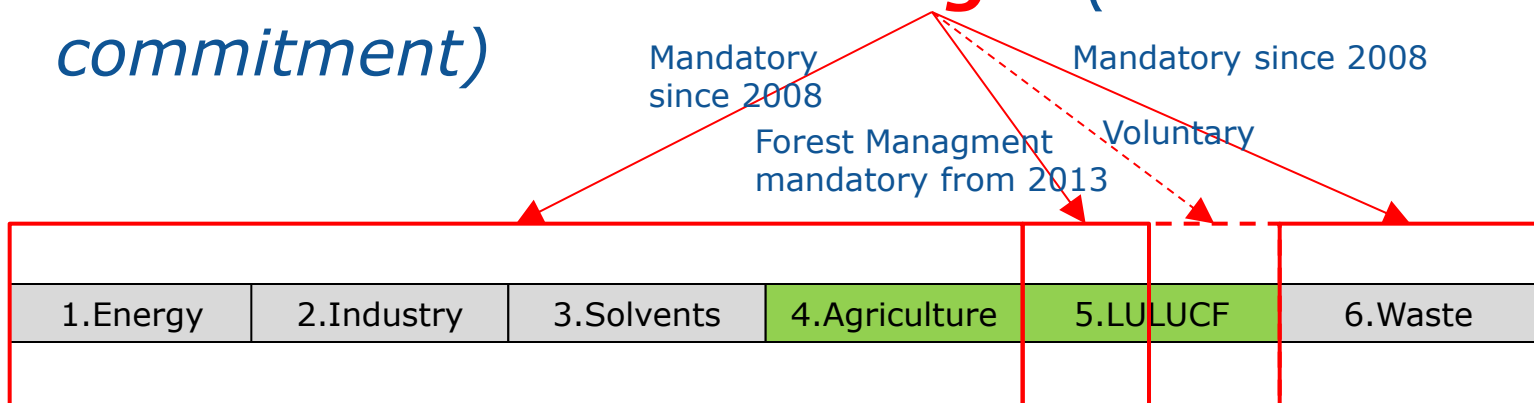 commitment)
Mandatory
since 2008
Mandatory since 2008
Forest Managment
mandatory from 2013
Voluntary
1.Energy
2.Industry
3.Solvents
4.Agriculture
5.LULUCF
6.Waste